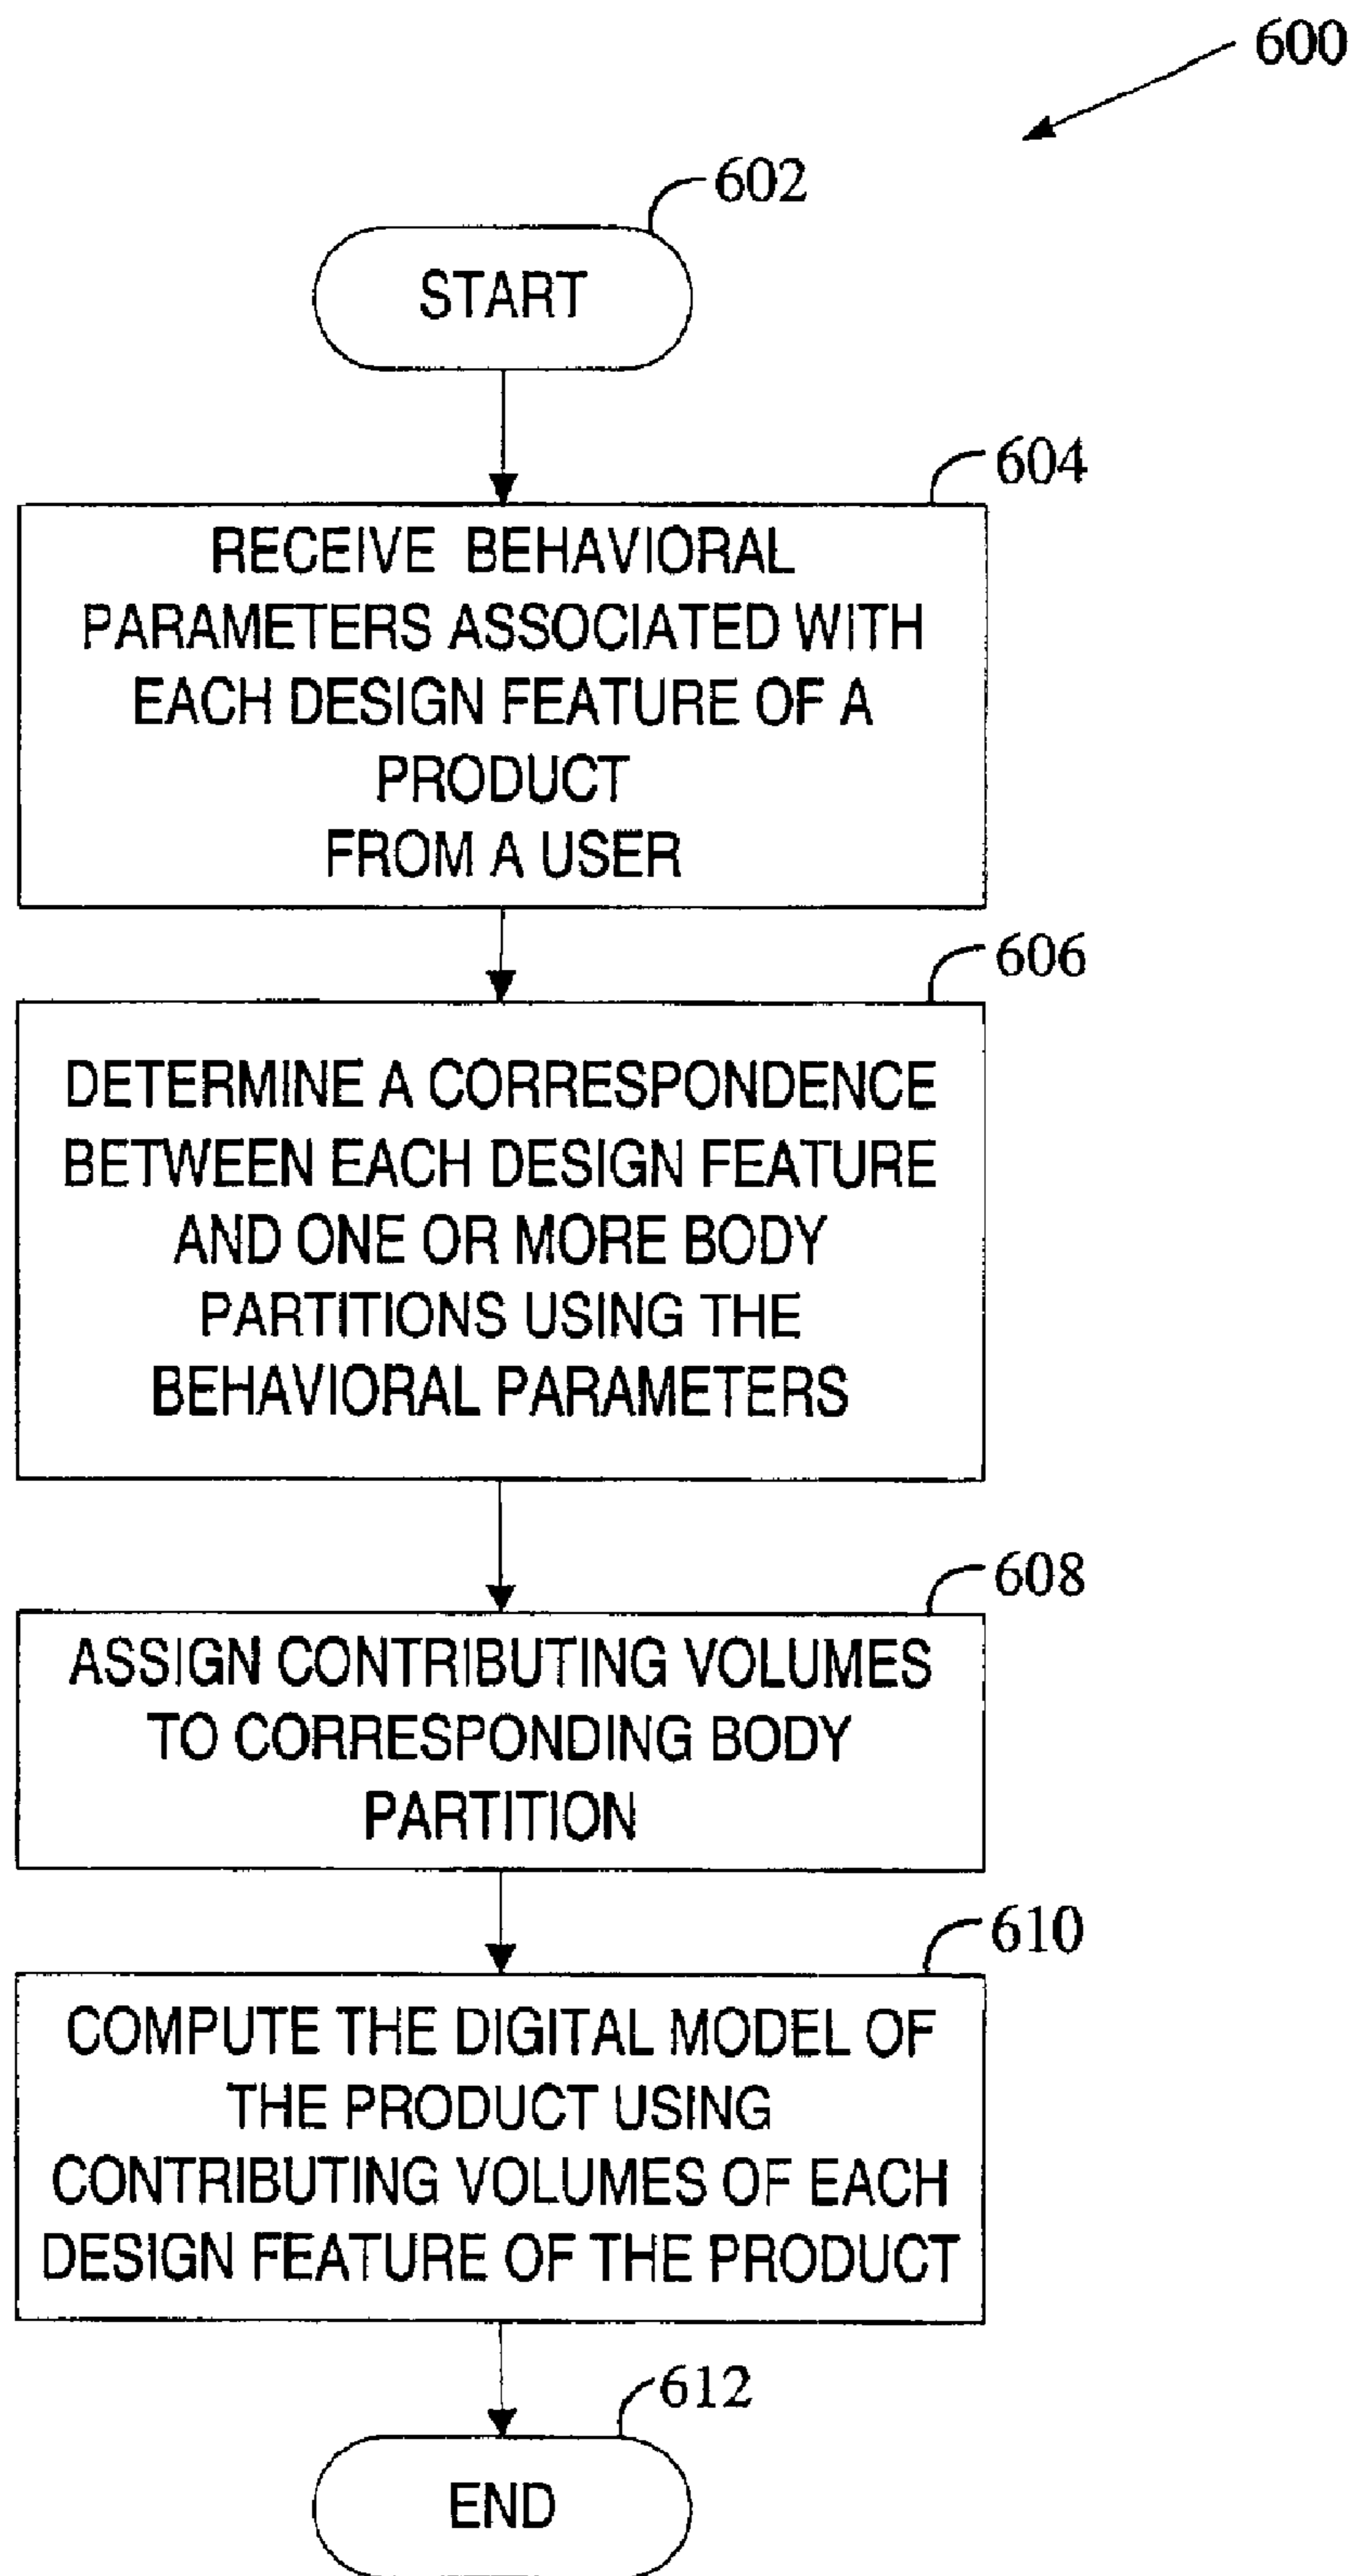 600
602
START
604
RECEIVE BEHAVIORAL
PARAMETERS ASSOCIATED WITH
EACH DESIGN FEATURE OF A
PRODUCT
FROM A USER
606
DETERMINE A CORRESPONDENCE
BETWEEN EACH DESIGN FEATURE
AND ONE OR MORE BODY
PARTITIONS USING THE
BEHAVIORAL PARAMETERS
608
ASSIGN CONTRIBUTING VOLUMES
TO CORRESPONDING BODY
PARTITION
610
COMPUTE THE DIGITAL MODEL OF
THE PRODUCT USING
CONTRIBUTING VOLUMES OF EACH
DESIGN FEATURE OF THE PRODUCT
612
END